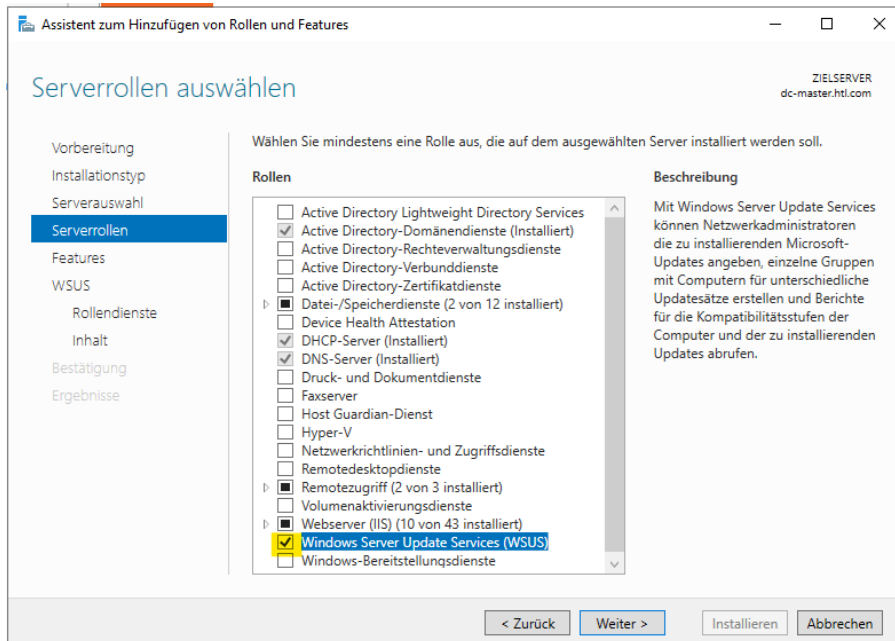 Assistent zum Hinzufügen von Rollen und Features
Serverrollen auswählen
ZIELSERVER
dc-master.htl.com
Vorbereitung
Installationstyp
Serverauswahl
Serverrollen
Features
WSUS
Rollendienste
Inhalt
Bestätigung
Ergebnisse
Wählen Sie mindestens eine Rolle aus, die auf dem ausgewählten Server installiert werden soll.
Rollen
Active Directory Lightweight Directory Services
Active Directory-Domänendienste (Installiert)
Active Directory-Rechteverwaltungsdienste
Active Directory-Verbunddienste
Active Directory-Zertifikatdienste
Datei-/Speicherdienste (2 von 12 installiert)
Device Health Attestation
DHCP-Server (Installiert)
DNS-Server (Installiert)
Druck- und Dokumentdienste
Faxserver
Host Guardian-Dienst
Hyper-V
Netzwerkrichtlinien- und Zugriffsdienste
Remotedesktopdienste
Remotezugriff (2 von 3 installiert)
Volumenaktivierungsdienste
Webserver (IIS) (10 von 43 installiert)
Windows Server Update Services (WSUS)
Windows-Bereitstellungsdienste
Beschreibung
Mit Windows Server Update Services
können Netzwerkadministratoren
die zu installierenden Microsoft-
Updates angeben, einzelne Gruppen
mit Computern für unterschiedliche
Updatesätze erstellen und Berichte
für die Kompatibilitätsstufen der
Computer und der zu installierenden
Updates abrufen.
< Zurück
Weiter >
Installieren
Abbrechen